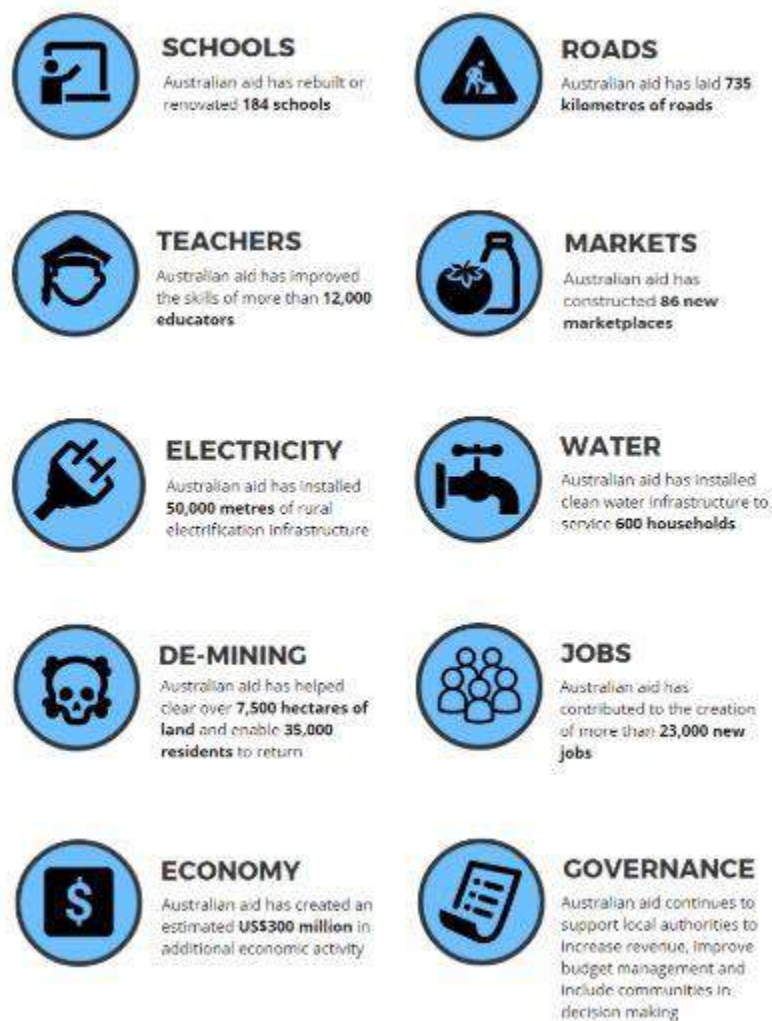 SCHOOLS
Australian aid has rebuilt or
renovated 184 schools
ROADS
Australian aid has laid 735
kilometres of roads
TEACHERS
Australian aid has improved
the skills of more than 12,000
educators
MARKETS
Australian aid has
constructed 86 new
marketplaces
ELECTRICITY
Australian aid has installed
50,000 metres of rural
electrification infrastructure
WATER
Australian aid has installed
clean water infrastructure to
service 600 households
DE-MINING
Australian aid has helped
clear over 7,500 hectares of
land and enable 35,000
residents to return
JOBS
Australian aid has
contributed to the creation
of more than 23,000 new
jobs
ECONOMY
Australian aid has created an
estimated US$300 million in
additional economic activity
$
GOVERNANCE
Australian aid continues to
support local authorities to
increase revenue, improve
budget management and
include communities in
decision making